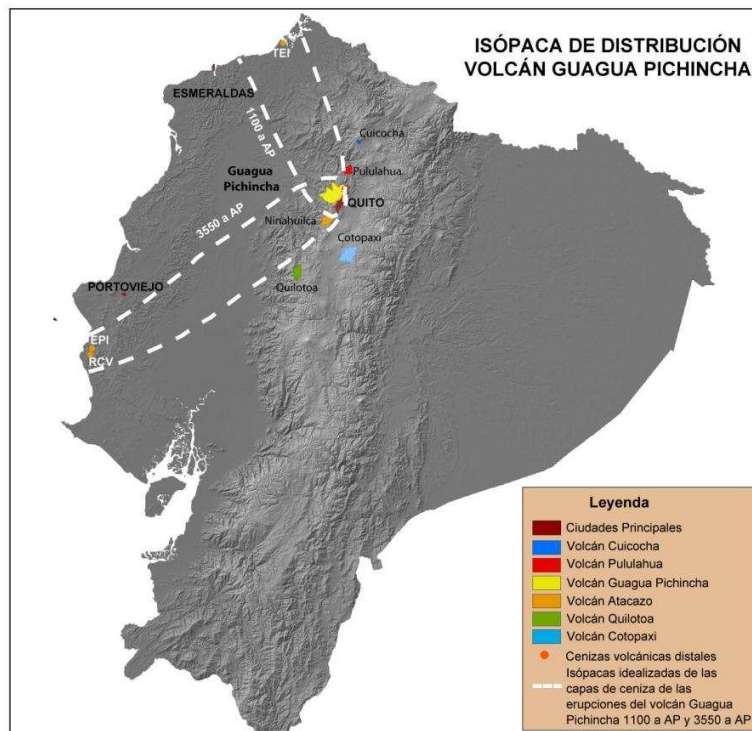 ISÓPACA DE DISTRIBUCIÓN
VOLCÁN GUAGUA PICHINCHA
TEI
ESMERALDAS
1100 a AP
Cuicocha
Guagua
Pichincha
Pululahua
QUITO
3550 a AP
Ninahuilca
Cotopaxi
Quilotoa
PORTOVIEJO
EPI
RCV
Leyenda
Ciudades Principales
Volcán Cuicocha
Volcán Pululahua
Volcán Guagua Pichincha
Volcán Atacazo
Volcán Quilotoa
Volcán Cotopaxi
Cenizas volcánicas distales
Isópacas idealizadas de las
capas de ceniza de las
erupciones del volcán Guagua
Pichincha 1100 a AP y 3550 a AP